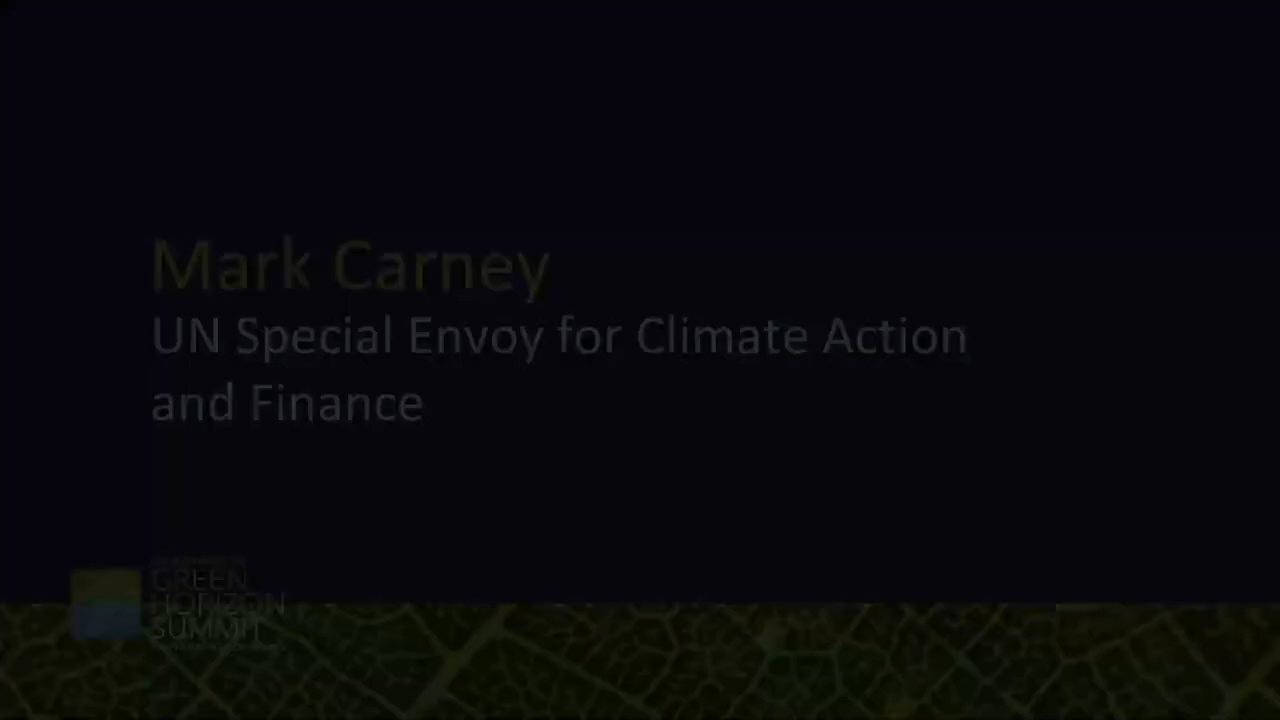 Mark Carney
UN Special Envoy for Climate Action
and Finance
GREEN
HORIZON
SUMMIT